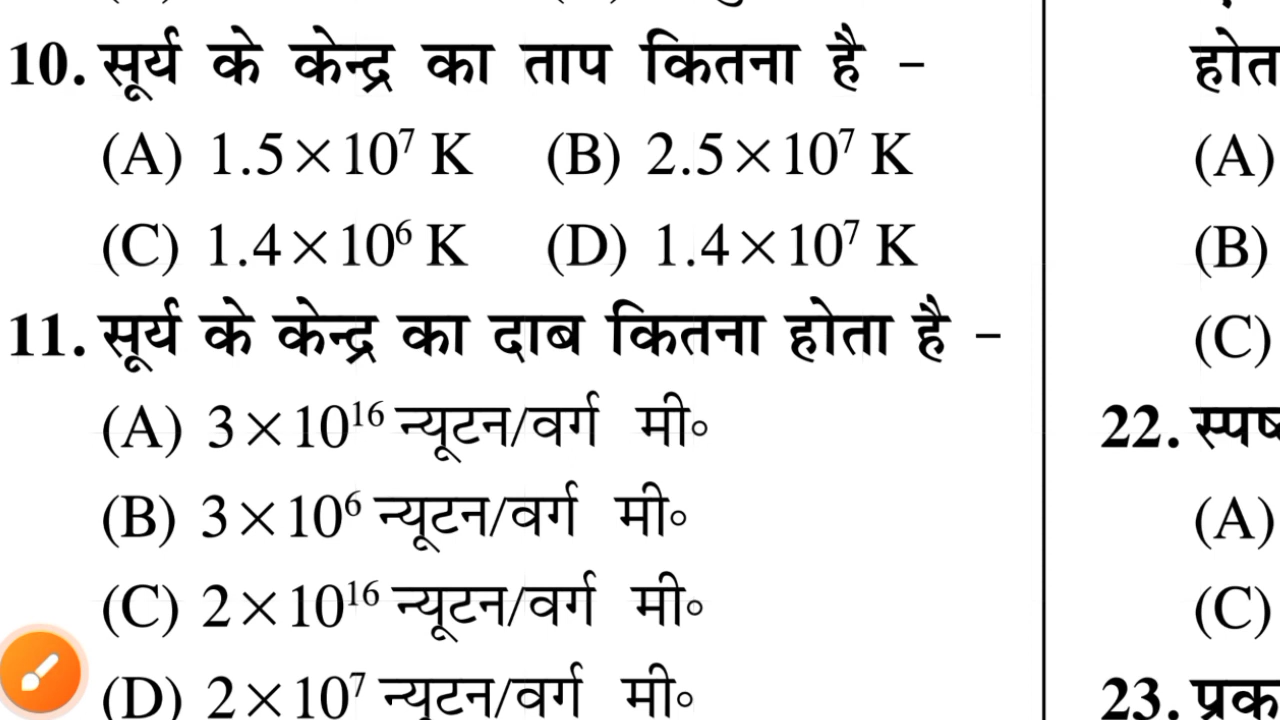 10. सूर्य के केन्द्र का ताप कितना है -
(A) 1.5×10⁷ K (B) 2.5×10⁷ K
(C) 1.4×10⁶ K (D) 1.4×10⁷ K
11. सूर्य के केन्द्र का दाब कितना होता है -
(A) 3×10¹⁶ न्यूटन/वर्ग मी०
(B) 3×10⁶ न्यूटन/वर्ग मी०
(C) 2×10¹⁶ न्यूटन/वर्ग मी०
(D) 2×10⁷ न्यूटन/वर्ग मी०
होत
(A)
(B)
(C)
22.
(A)
(C)
23.